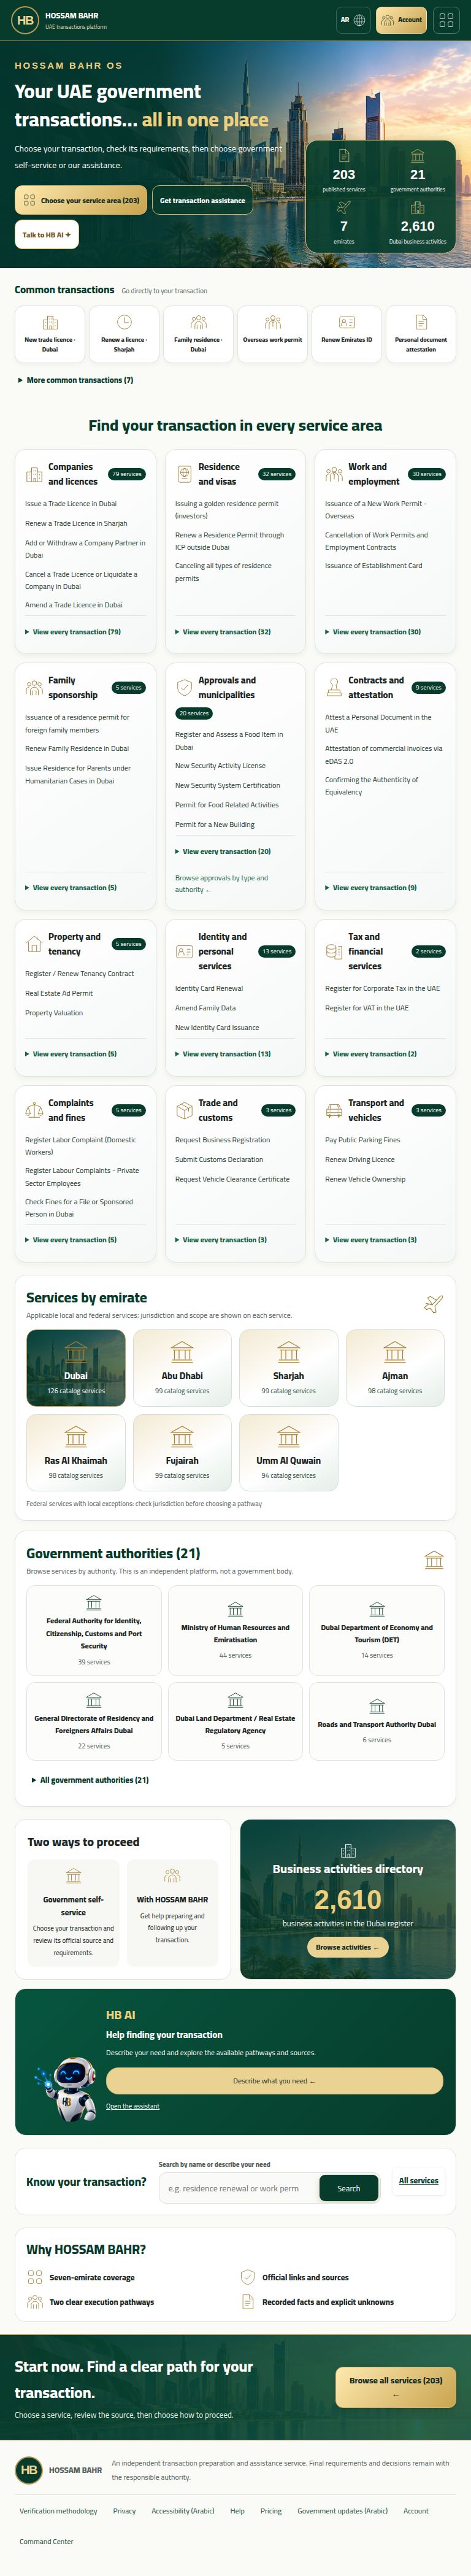 HB
HOSSAM BAHR
UAE transactions platform
AR
Account
HOSSAM BAHR OS
Your UAE government
transactions... all in one place
Choose your transaction, check its requirements, then choose government
self-service or our assistance.
Choose your service area (203)
Get transaction assistance
Talk to HB AI ✦
203
published services
21
government authorities
7
emirates
2,610
Dubai business activities
Common transactions
Go directly to your transaction
New trade licence ·
Dubai
Renew a licence ·
Sharjah
Family residence ·
Dubai
Overseas work permit
Renew Emirates ID
Personal document
attestation
▶ More common transactions (7)
Find your transaction in every service area
Companies
and licences
79 services
Issue a Trade Licence in Dubai
Renew a Trade Licence in Sharjah
Add or Withdraw a Company Partner in
Dubai
Cancel a Trade Licence or Liquidate a
Company in Dubai
Amend a Trade Licence in Dubai
▶ View every transaction (79)
Residence
and visas
32 services
Issuing a golden residence permit
(investors)
Renew a Residence Permit through
ICP outside Dubai
Canceling all types of residence
permits
▶ View every transaction (32)
Work and
employment
30 services
Issuance of a New Work Permit -
Overseas
Cancellation of Work Permits and
Employment Contracts
Issuance of Establishment Card
▶ View every transaction (30)
Family
sponsorship
5 services
Issuance of a residence permit for
foreign family members
Renew Family Residence in Dubai
Issue Residence for Parents under
Humanitarian Cases in Dubai
▶ View every transaction (5)
Approvals and
municipalities
20 services
Register and Assess a Food Item in
Dubai
New Security Activity License
New Security System Certification
Permit for Food Related Activities
Permit for a New Building
▶ View every transaction (20)
Browse approvals by type and
authority ←
Contracts and
attestation
9 services
Attest a Personal Document in the
UAE
Attestation of commercial invoices via
eDAS 2.0
Confirming the Authenticity of
Equivalency
▶ View every transaction (9)
Property and
tenancy
5 services
Register / Renew Tenancy Contract
Real Estate Ad Permit
Property Valuation
▶ View every transaction (5)
Identity and
personal
services
13 services
Identity Card Renewal
Amend Family Data
New Identity Card Issuance
▶ View every transaction (13)
Tax and
financial
services
2 services
Register for Corporate Tax in the UAE
Register for VAT in the UAE
▶ View every transaction (2)
Complaints
and fines
5 services
Register Labor Complaint (Domestic
Workers)
Register Labour Complaints - Private
Sector Employees
Check Fines for a File or Sponsored
Person in Dubai
▶ View every transaction (5)
Trade and
customs
3 services
Request Business Registration
Submit Customs Declaration
Request Vehicle Clearance Certificate
▶ View every transaction (3)
Transport and
vehicles
3 services
Pay Public Parking Fines
Renew Driving Licence
Renew Vehicle Ownership
▶ View every transaction (3)
Services by emirate
Applicable local and federal services; jurisdiction and scope are shown on each service.
Dubai
126 catalog services
Abu Dhabi
99 catalog services
Sharjah
99 catalog services
Ajman
98 catalog services
Ras Al Khaimah
98 catalog services
Fujairah
99 catalog services
Umm Al Quwain
94 catalog services
Federal services with local exceptions: check jurisdiction before choosing a pathway
Government authorities (21)
Browse services by authority. This is an independent platform, not a government body.
Federal Authority for Identity,
Citizenship, Customs and Port
Security
39 services
Ministry of Human Resources and
Emiratisation
44 services
Dubai Department of Economy and
Tourism (DET)
14 services
General Directorate of Residency and
Foreigners Affairs Dubai
22 services
Dubai Land Department / Real Estate
Regulatory Agency
5 services
Roads and Transport Authority Dubai
6 services
▶ All government authorities (21)
Two ways to proceed
Government self-
service
Choose your transaction and
review its official source and
requirements.
With HOSSAM BAHR
Get help preparing and
following up your
transaction.
Business activities directory
2,610
business activities in the Dubai register
Browse activities ←
HB AI
Help finding your transaction
Describe your need and explore the available pathways and sources.
Describe what you need ←
Open the assistant
HB
Know your transaction?
Search by name or describe your need
e.g. residence renewal or work perm
Search
All services
Why HOSSAM BAHR?
Seven-emirate coverage
Official links and sources
Two clear execution pathways
Recorded facts and explicit unknowns
Start now. Find a clear path for your
transaction.
Choose a service, review the source, then choose how to proceed.
Browse all services (203)
←
HB
HOSSAM BAHR
An independent transaction preparation and assistance service. Final requirements and decisions remain with
the responsible authority.
Verification methodology
Privacy
Accessibility (Arabic)
Help
Pricing
Government updates (Arabic)
Account
Command Center